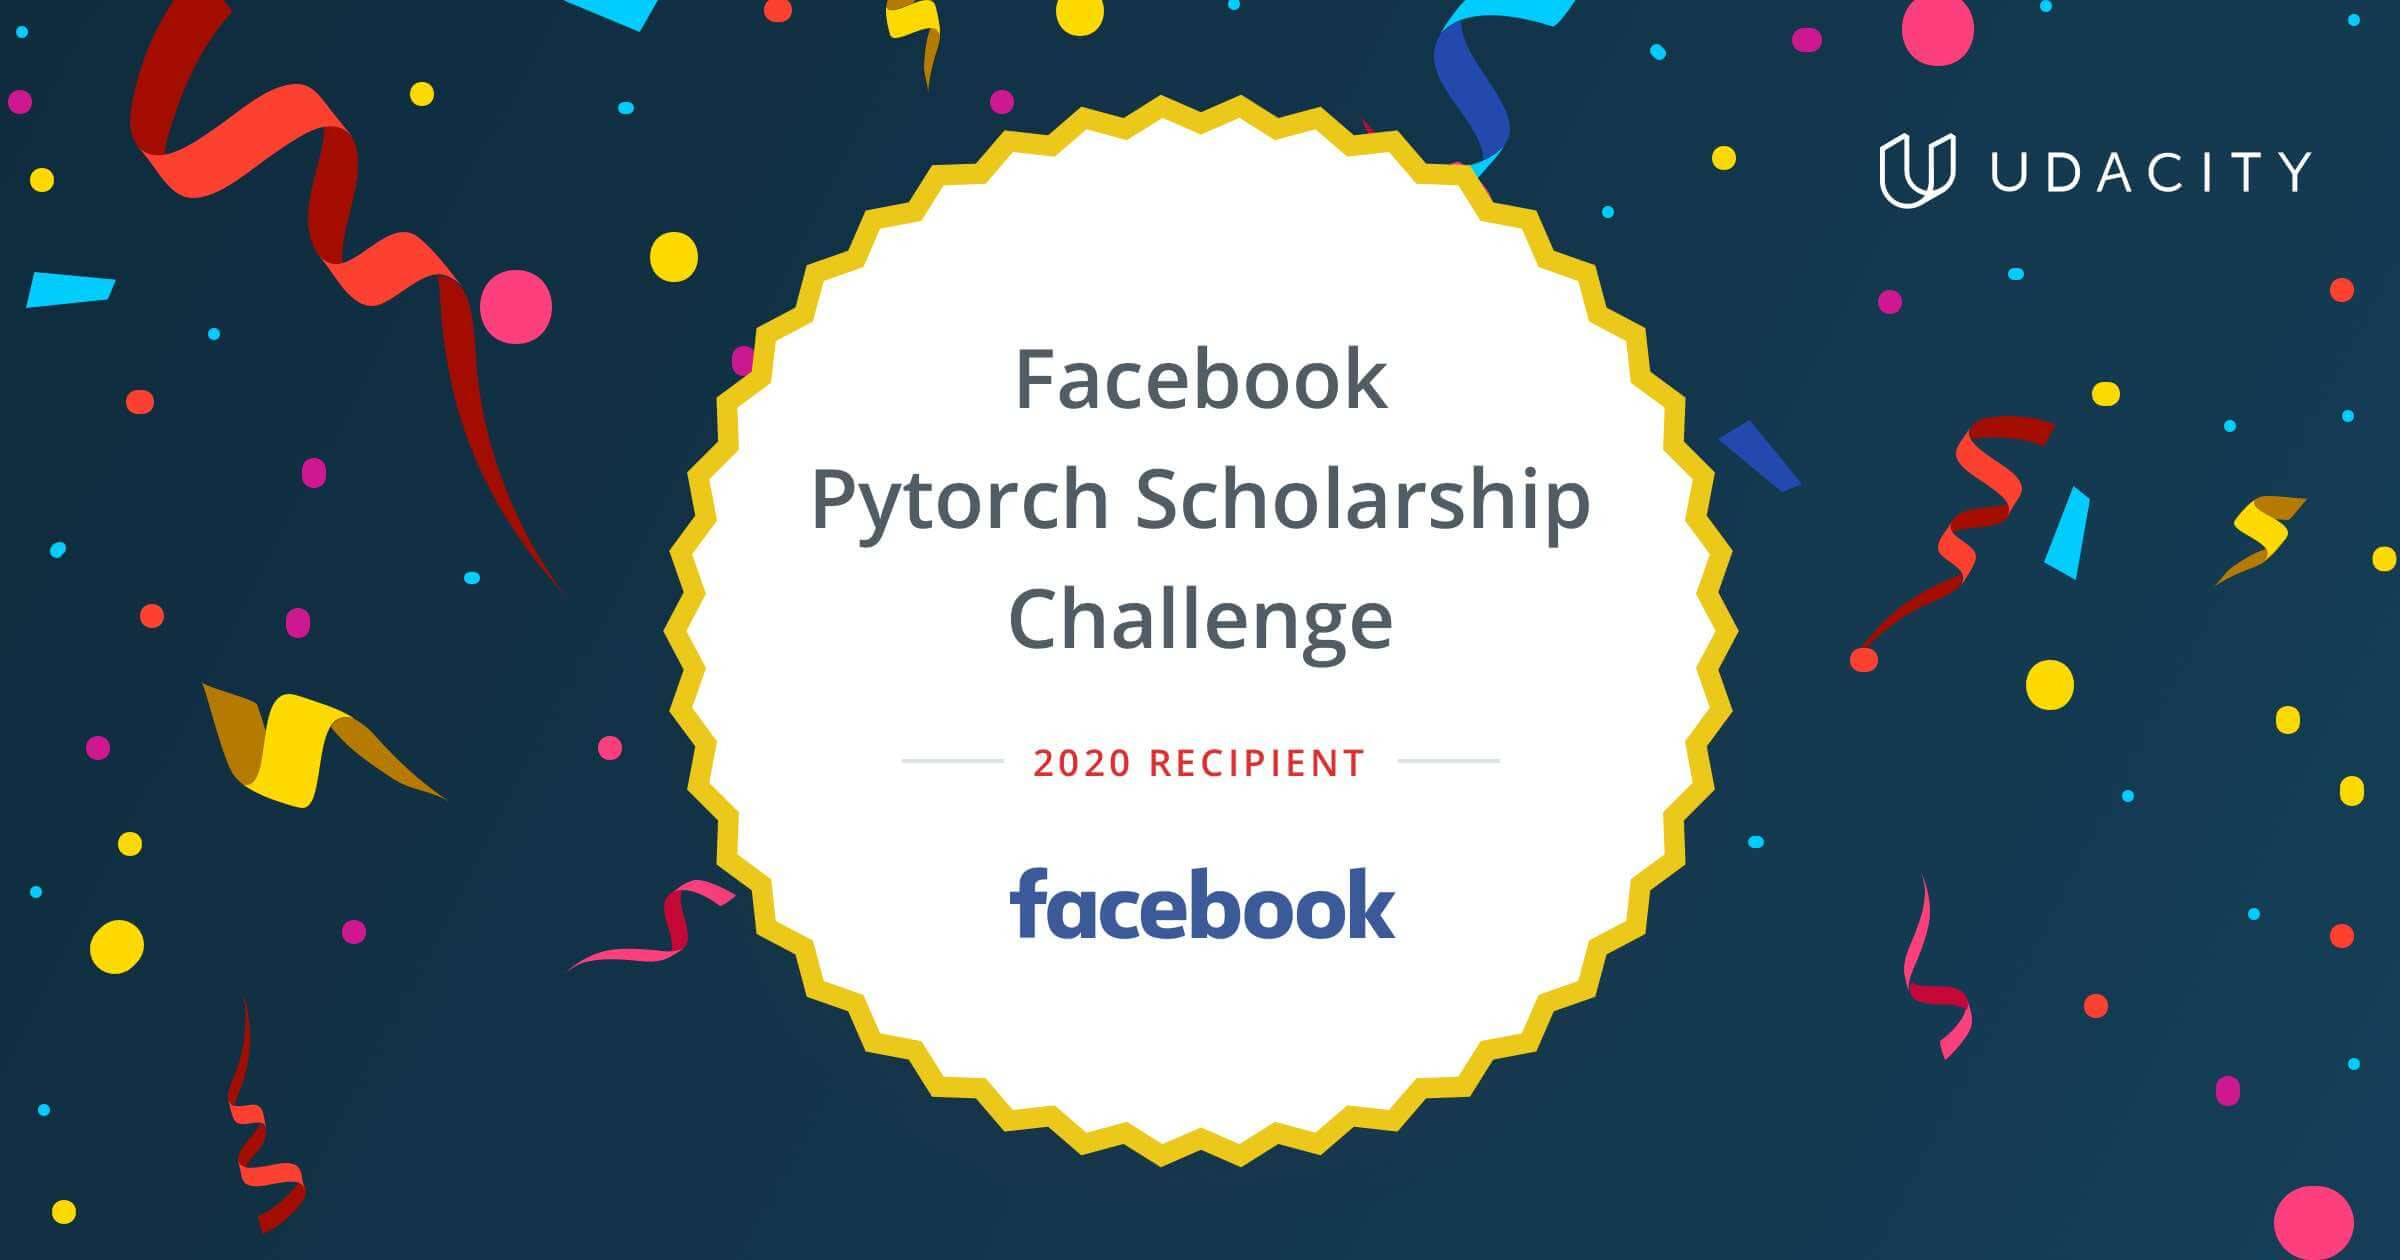 UDACITY
Facebook
Pytorch Scholarship
Challenge
2020 RECIPIENT
facebook